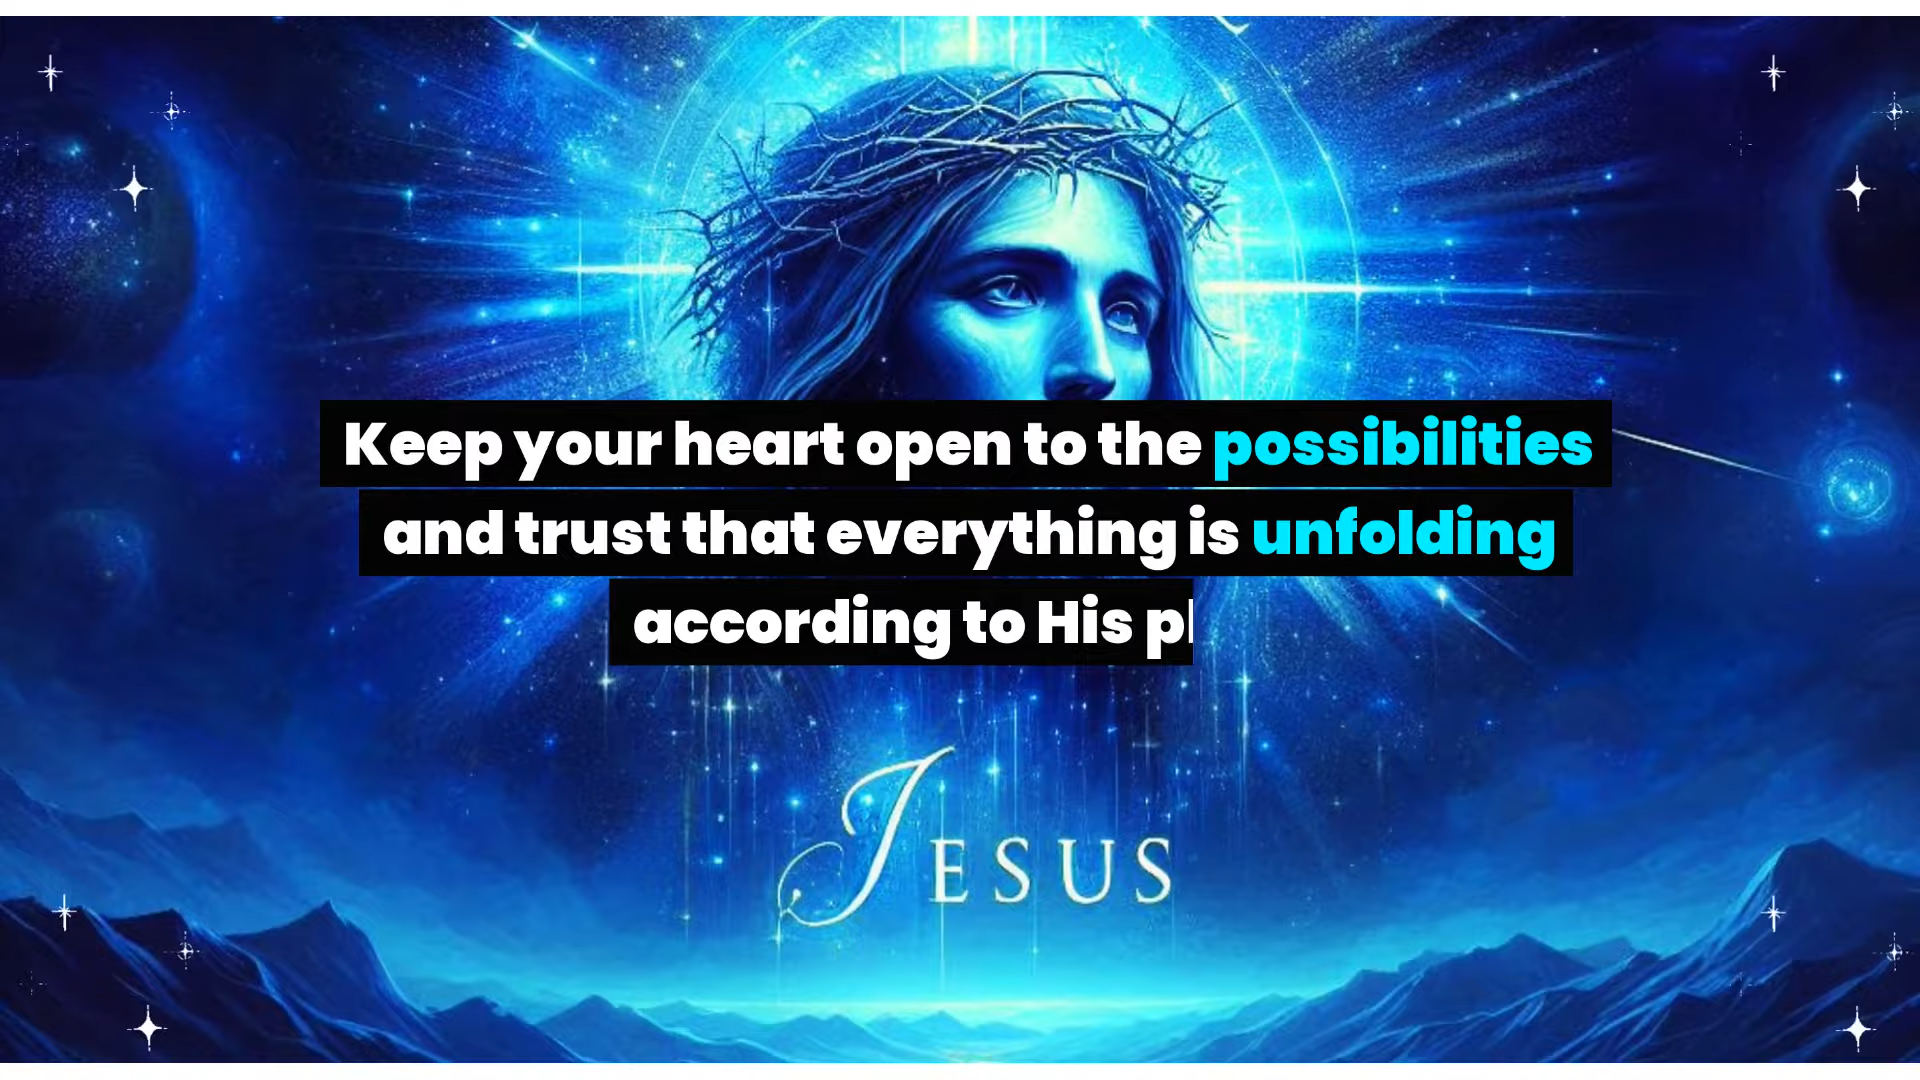 Keep your heart open to the possibilities
and trust that everything is unfolding
according to His pl
JESUS